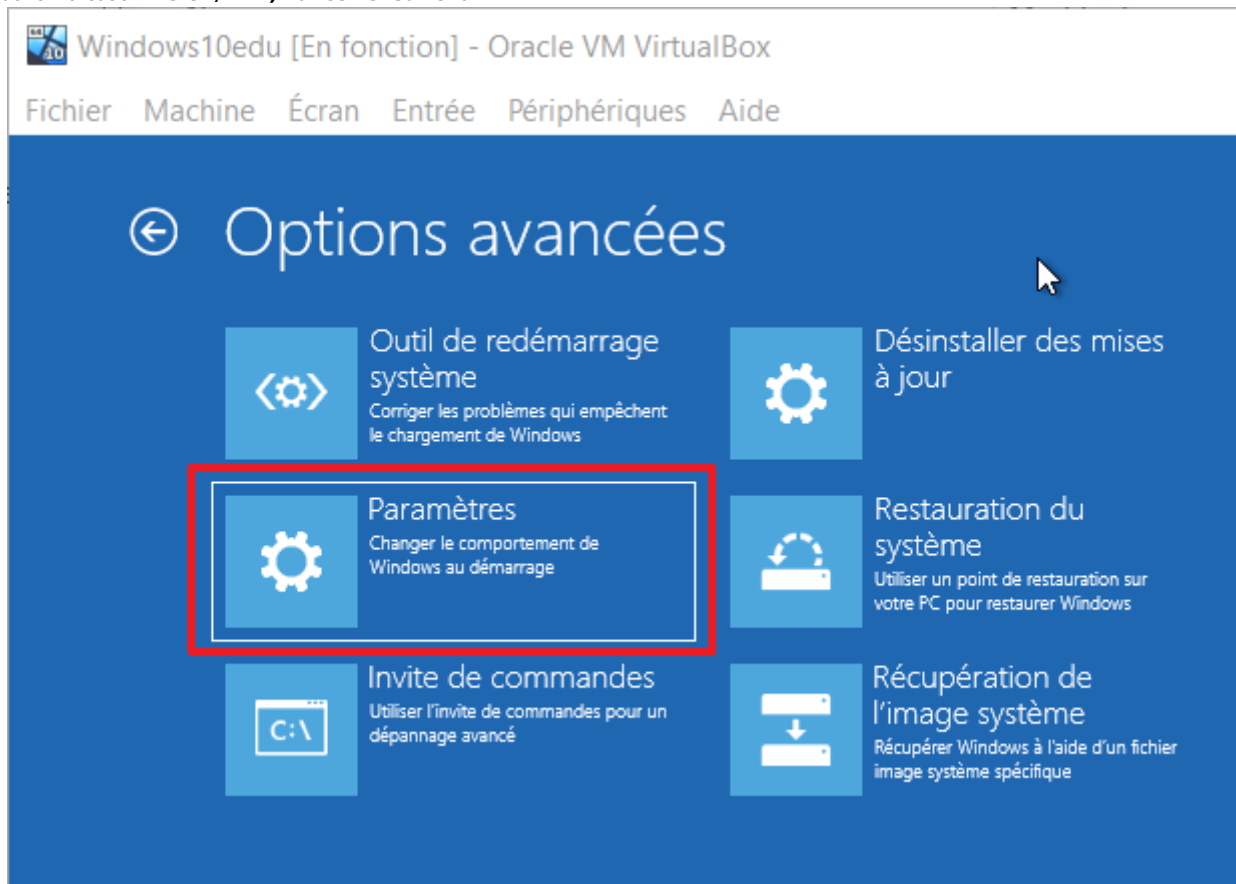 Windows10edu [En fonction] - Oracle VM VirtualBox
Fichier Machine Écran Entrée Périphériques Aide
Options avancées
Outil de redémarrage
système
Corriger les problèmes qui empêchent
le chargement de Windows
Désinstaller des mises
à jour
Paramètres
Changer le comportement de
Windows au démarrage
Restauration du
système
Utiliser un point de restauration sur
votre PC pour restaurer Windows
C:\
Invite de commandes
Utiliser l'invite de commandes pour un
dépannage avancé
Récupération de
l'image système
Récupérer Windows à l'aide d'un fichier
image système spécifique